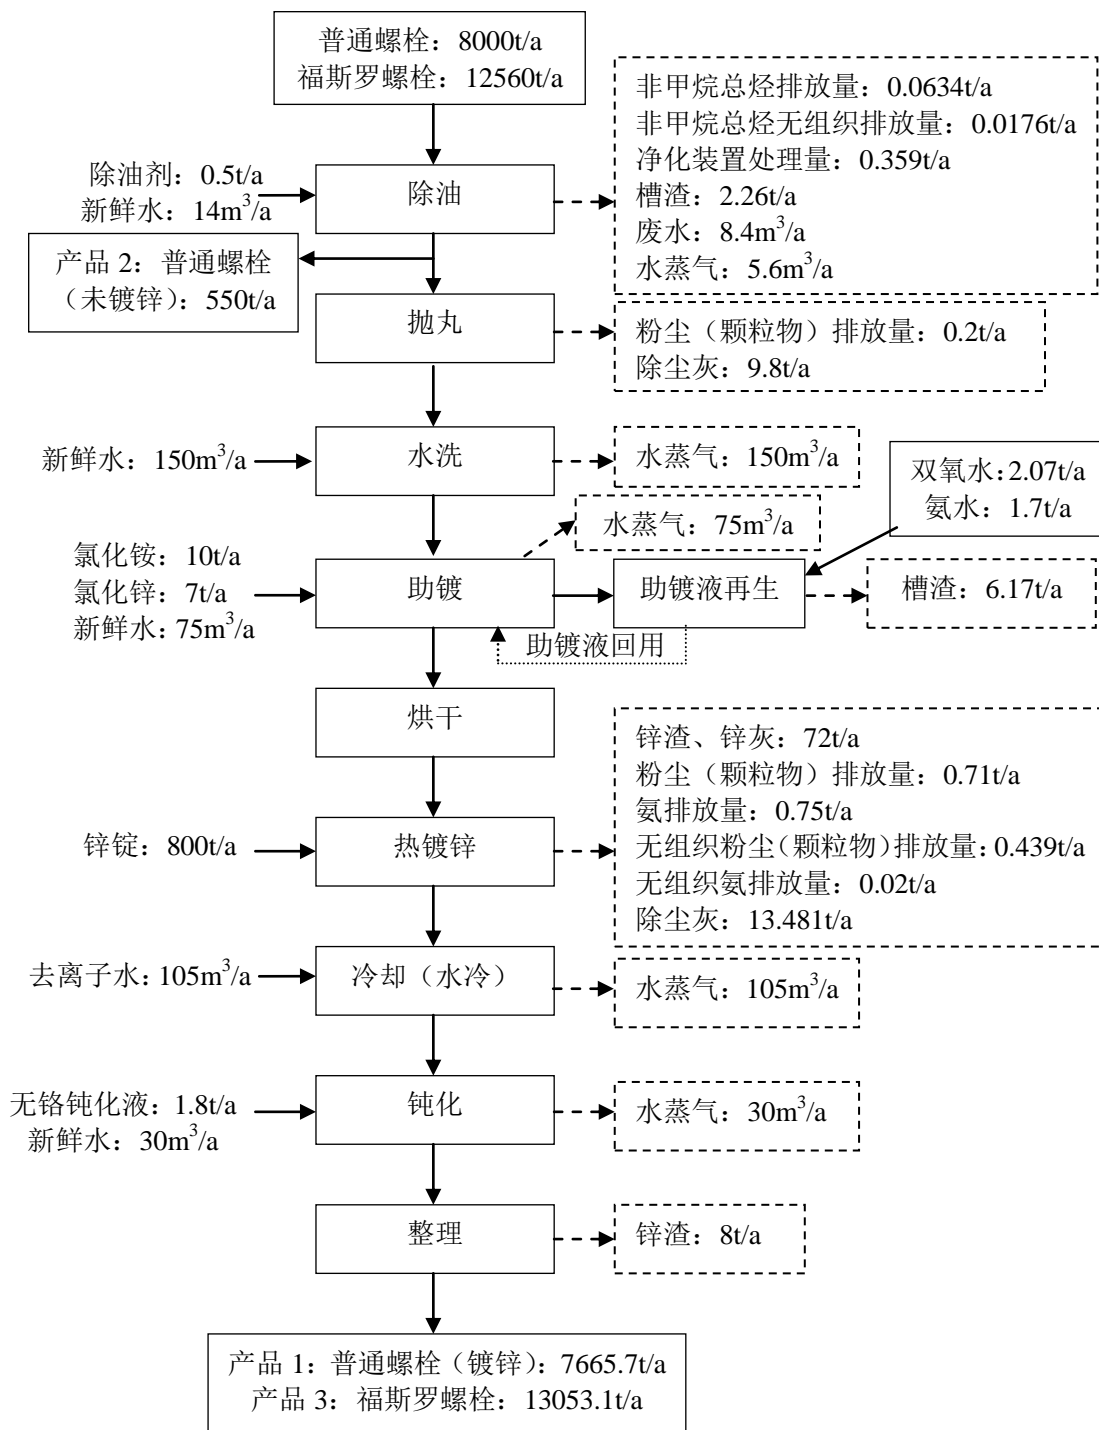 普通螺栓：8000t/a
福斯罗螺栓：12560t/a
非甲烷总烃排放量：0.0634t/a
非甲烷总烃无组织排放量：0.0176t/a
净化装置处理量：0.359t/a
槽渣：2.26t/a
废水：8.4m³/a
水蒸气：5.6m³/a
除油剂：0.5t/a
新鲜水：14m³/a
除油
产品 2：普通螺栓
（未镀锌）：550t/a
抛丸
粉尘（颗粒物）排放量：0.2t/a
除尘灰：9.8t/a
新鲜水：150m³/a
水洗
水蒸气：150m³/a
双氧水：2.07t/a
氨水：1.7t/a
水蒸气：75m³/a
氯化铵：10t/a
氯化锌：7t/a
新鲜水：75m³/a
助镀
助镀液再生
槽渣：6.17t/a
助镀液回用
烘干
锌渣、锌灰：72t/a
粉尘（颗粒物）排放量：0.71t/a
氨排放量：0.75t/a
无组织粉尘（颗粒物）排放量：0.439t/a
无组织氨排放量：0.02t/a
除尘灰：13.481t/a
锌锭：800t/a
热镀锌
去离子水：105m³/a
冷却（水冷）
水蒸气：105m³/a
无铬钝化液：1.8t/a
新鲜水：30m³/a
钝化
水蒸气：30m³/a
整理
锌渣：8t/a
产品 1：普通螺栓（镀锌）：7665.7t/a
产品 3：福斯罗螺栓：13053.1t/a